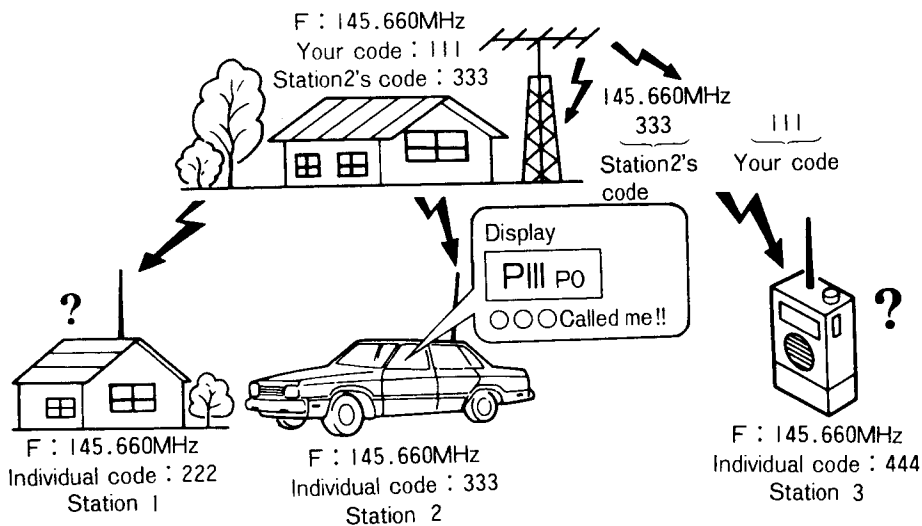 F : 145.660MHz
Your code : 111
Station2's code : 333
145.660MHz
333 111
Station2's
code
Your code
Display
P111 P0
○○○Called me!!
?
?
F : 145.660MHz
Individual code : 222
Station 1
F : 145.660MHz
Individual code : 333
Station 2
F : 145.660MHz
Individual code : 444
Station 3